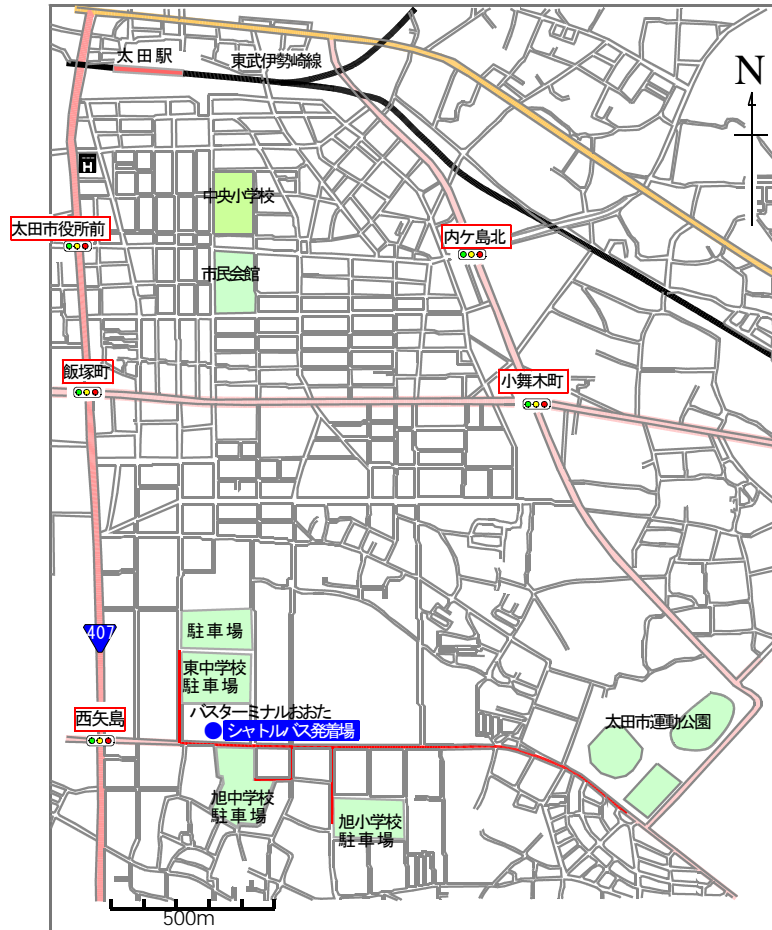 太田駅
東武伊勢崎線
N
H
中央小学校
太田市役所前
内ケ島北
市民会館
飯塚町
小舞木町
407
駐車場
東中学校
駐車場
バスターミナルおおた
シャトルバス発着場
西矢島
太田市運動公園
旭中学校
駐車場
旭小学校
駐車場
500m